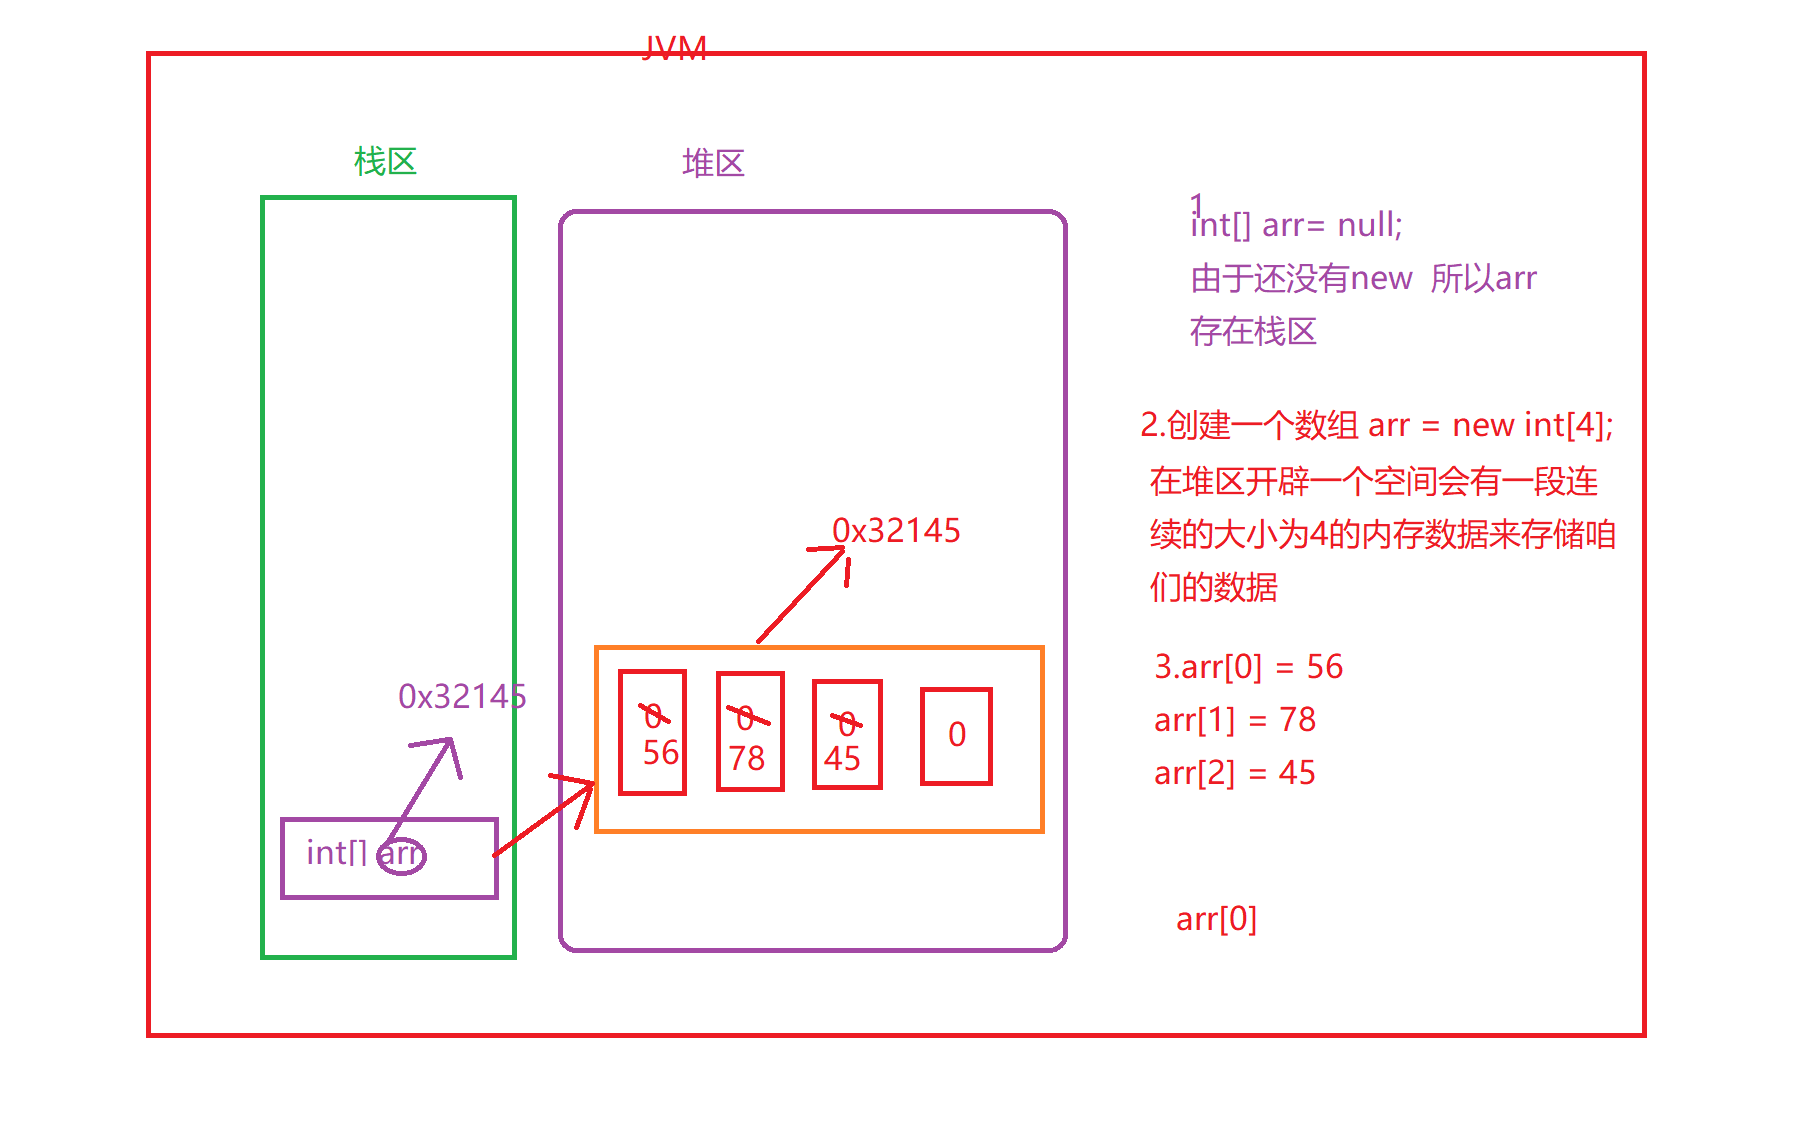 JVM
栈区
堆区
1
int[] arr= null;
由于还没有new 所以arr
存在栈区
2.创建一个数组 arr = new int[4];
在堆区开辟一个空间会有一段连
续的大小为4的内存数据来存储咱
们的数据
0x32145
3.arr[0] = 56
arr[1] = 78
arr[2] = 45
0x32145
0 0 0 0
56 78 45
int[] arr
arr[0]